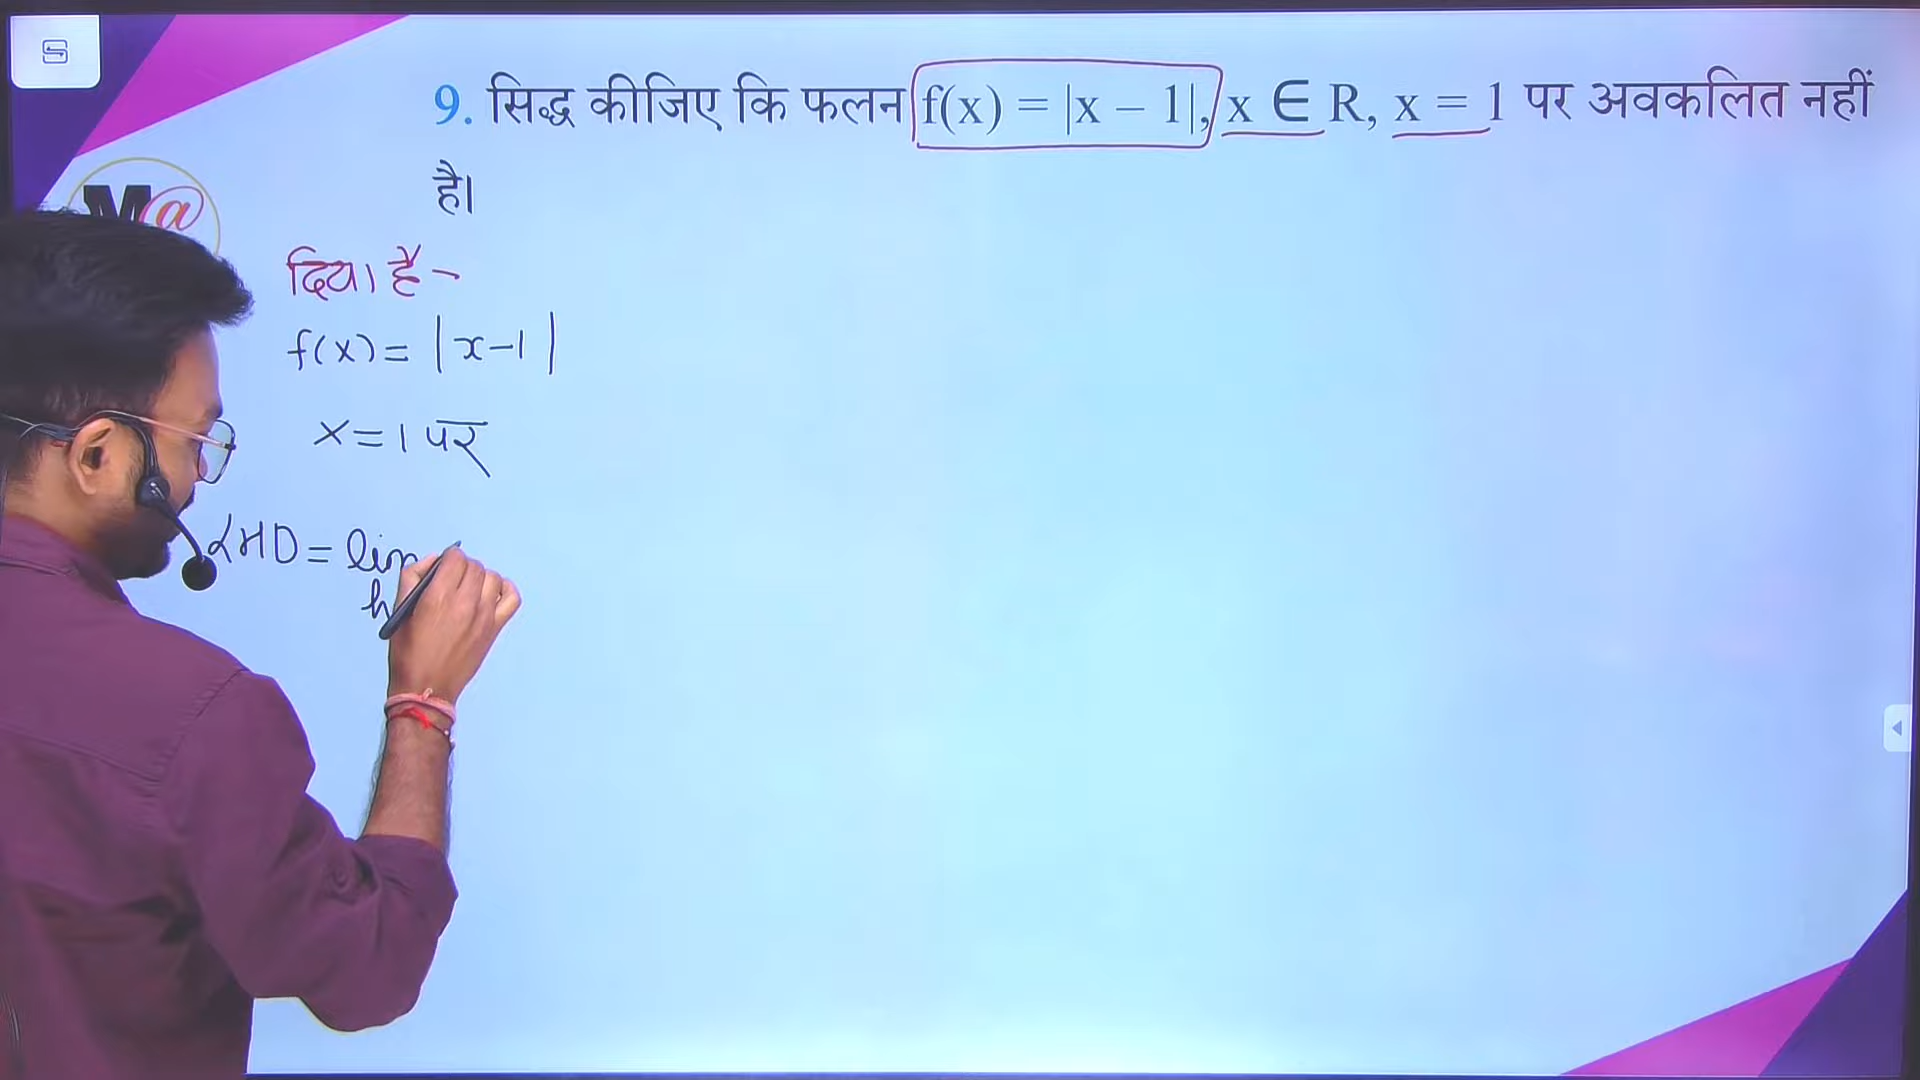 9. सिद्ध कीजिए कि फलन f(x) = |x – 1|, x ∈ R, x = 1 पर अवकलित नहीं
है।
M@
दिया है -
f(x) = |x-1|
x = 1 पर
LHD = lim
h